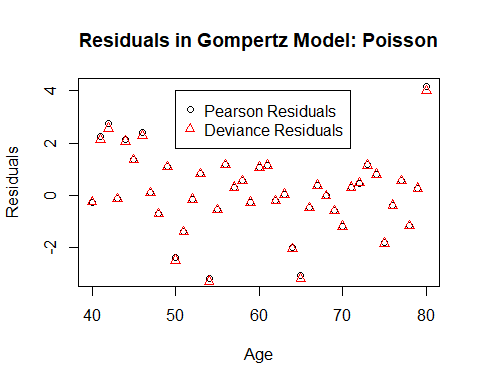 Residuals in Gompertz Model: Poisson
Pearson Residuals
Deviance Residuals
Residuals
4
2
0
-2
40
50
60
70
80
Age